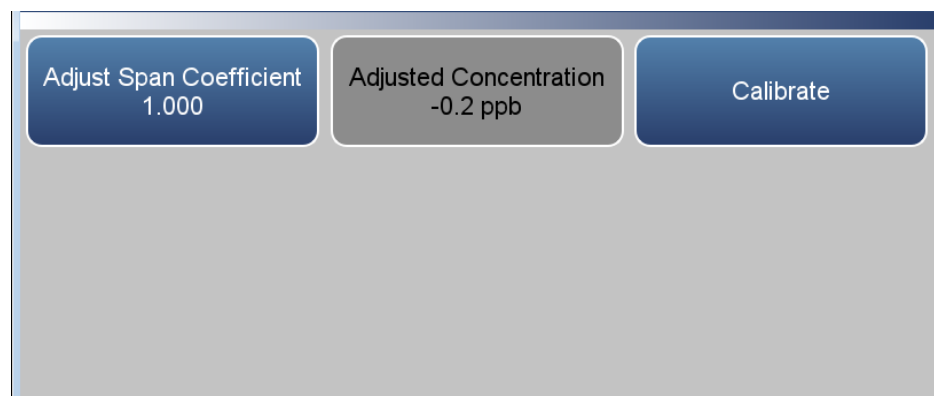 Adjust Span Coefficient
1.000
Adjusted Concentration
-0.2 ppb
Calibrate